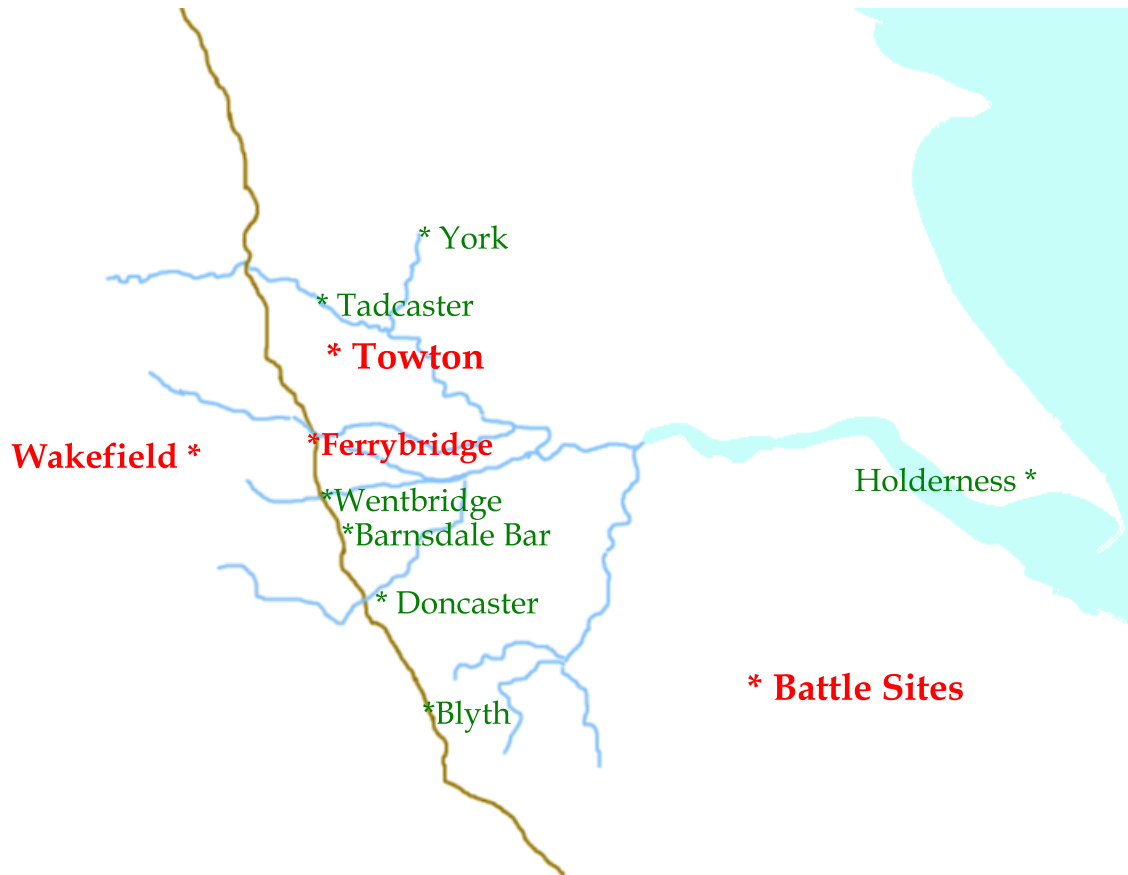 * York
* Tadcaster
* Towton
*Ferrybridge
Wakefield *
Holderness *
*Wentbridge
*Barnsdale Bar
* Doncaster
* Battle Sites
*Blyth